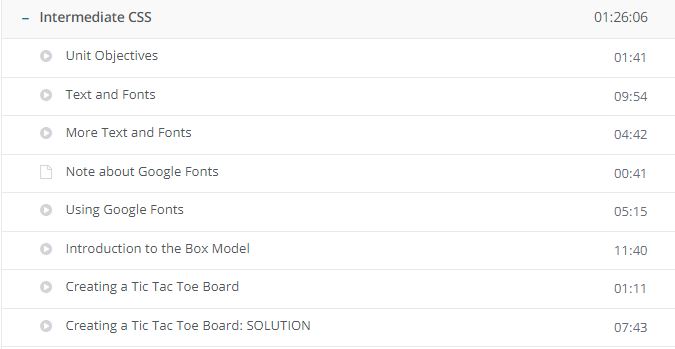 – Intermediate CSS 01:26:06
Unit Objectives 01:41
Text and Fonts 09:54
More Text and Fonts 04:42
Note about Google Fonts 00:41
Using Google Fonts 05:15
Introduction to the Box Model 11:40
Creating a Tic Tac Toe Board 01:11
Creating a Tic Tac Toe Board: SOLUTION 07:43